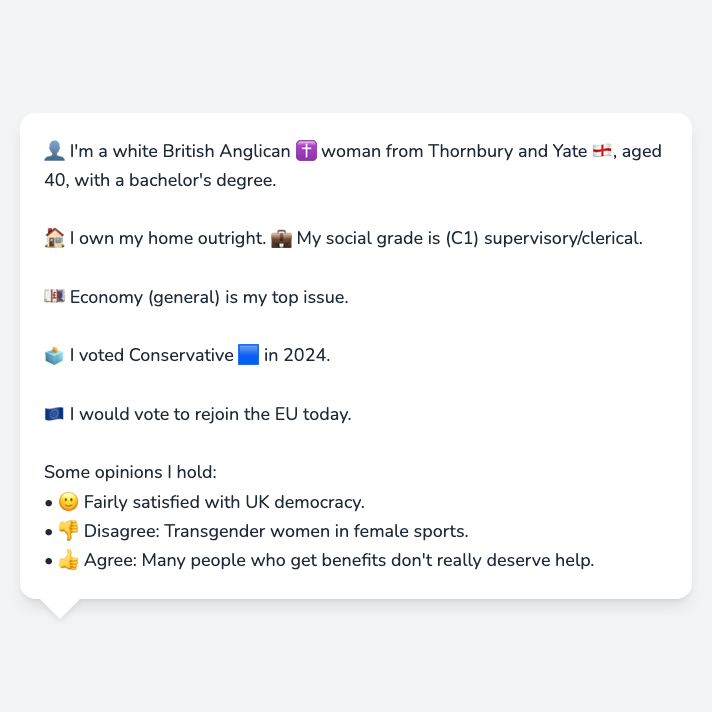 👤 I'm a white British Anglican ✝️ woman from Thornbury and Yate 🏴󠁧󠁢󠁥󠁮󠁧󠁿, aged
40, with a bachelor's degree.
🏠 I own my home outright. 💼 My social grade is (C1) supervisory/clerical.
💷 Economy (general) is my top issue.
🗳️ I voted Conservative 🟦 in 2024.
🇪🇺 I would vote to rejoin the EU today.
Some opinions I hold:
• 🙂 Fairly satisfied with UK democracy.
• 👎 Disagree: Transgender women in female sports.
• 👍 Agree: Many people who get benefits don't really deserve help.